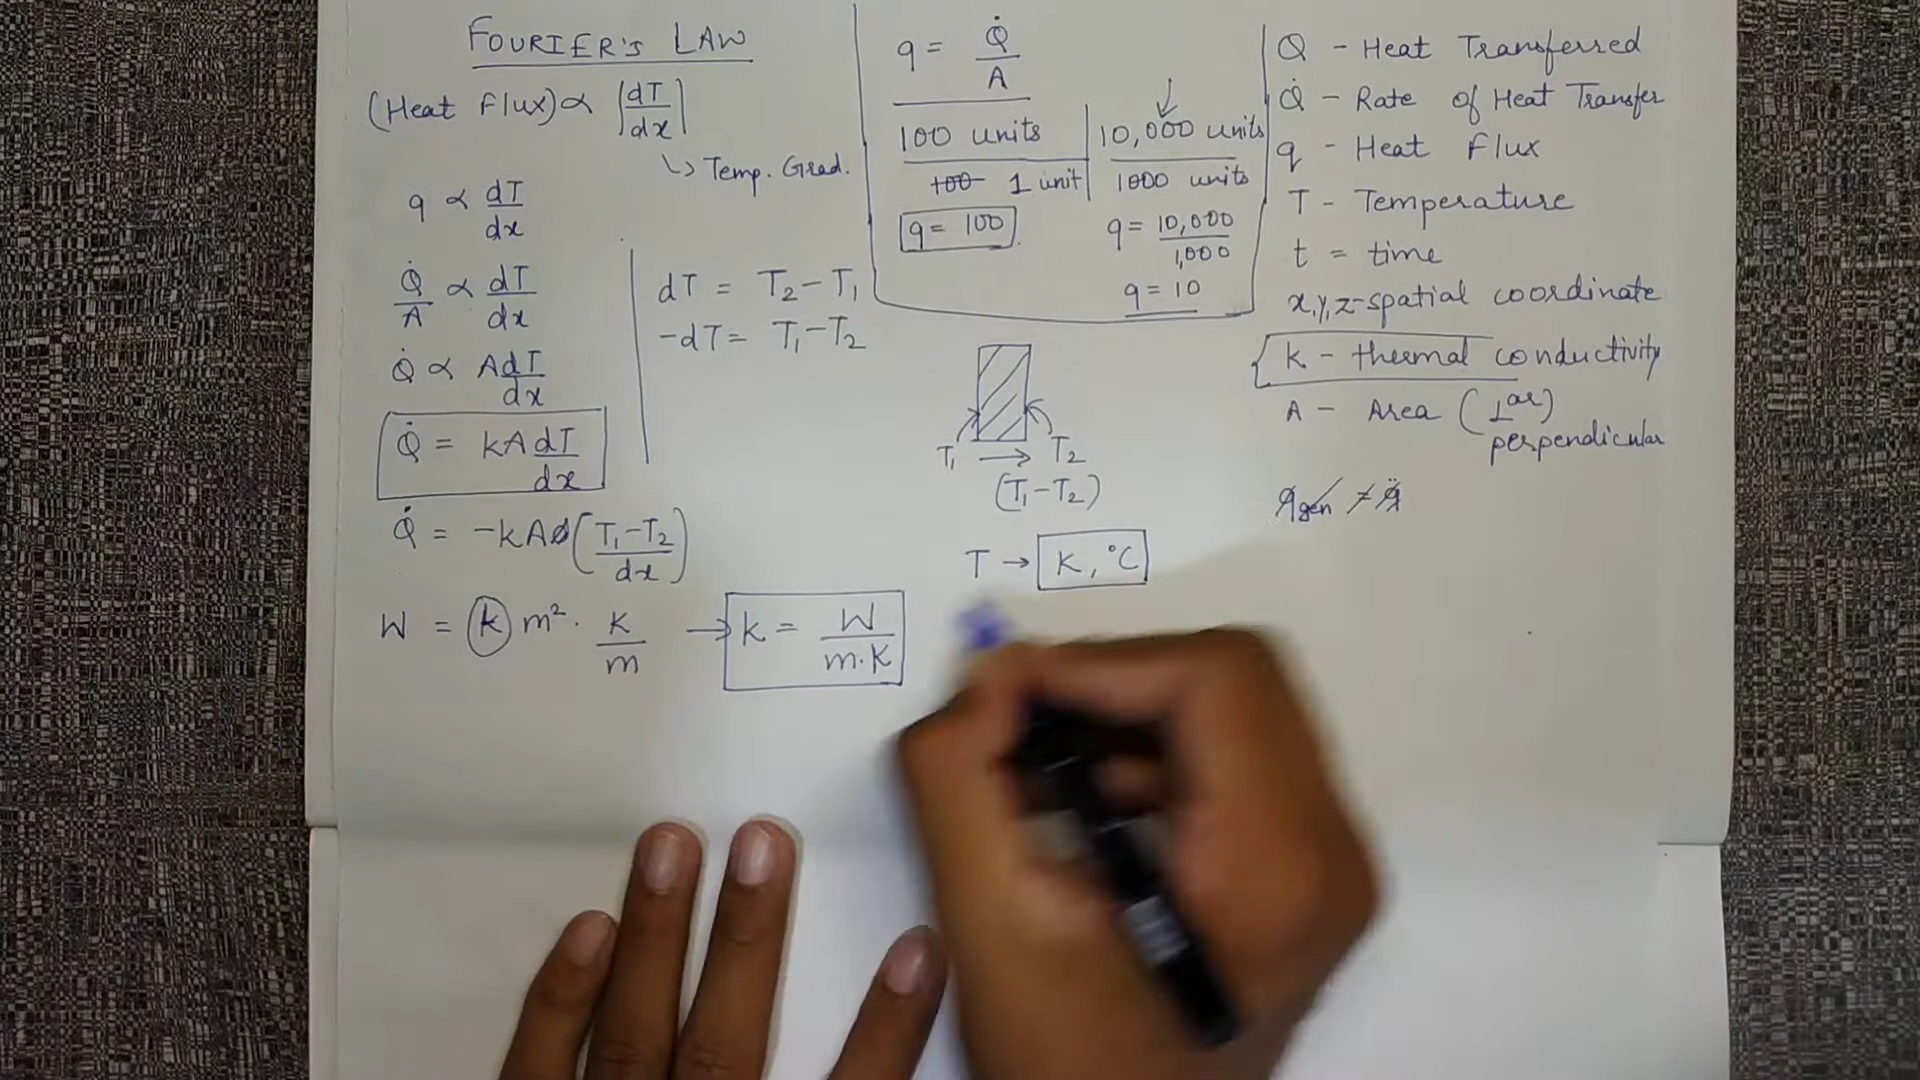 FOURIER'S LAW
(Heat Flux) ∝ |dT/dx|
↳ Temp. Grad.
q ∝ dT/dx
Q̇/A ∝ dT/dx
Q̇ ∝ A dT/dx
Q̇ = kA dT/dx
Q̇ = -kA (T₁-T₂/dx)
W = k m² · K/m → k = W/m·K
dT = T₂-T₁
-dT = T₁-T₂
q = Q̇/A
100 units
100 1 unit
q = 100
10,000 units
1000 units
q = 10,000/1,000
q = 10
T₁ → T₂
(T₁-T₂)
T → K, °C
Q - Heat Transferred
Q̇ - Rate of Heat Transfer
q - Heat Flux
T - Temperature
t = time
x,y,z-spatial coordinate
k - thermal conductivity
A - Area (⊥ar)
perpendicular